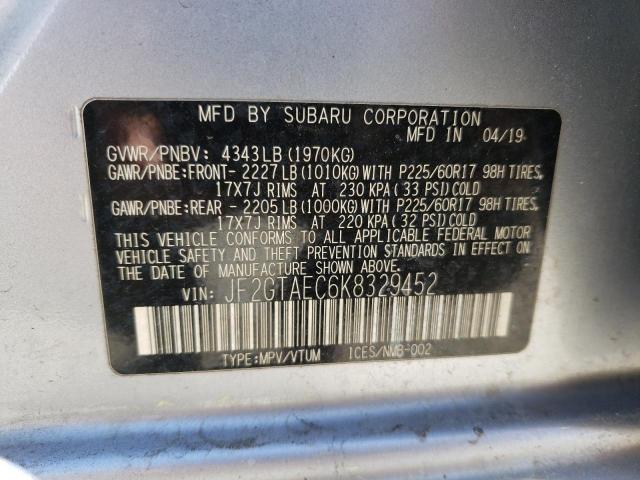 MFD BY SUBARU CORPORATION
MFD IN 04/19
GVWR/PNBV: 4343LB (1970KG)
GAWR/PNBE:FRONT- 2227LB (1010KG) WITH P225/60R17 98H TIRES,
17X7J RIMS AT 230 KPA (33 PSI) COLD
GAWR/PNBE:REAR - 2205LB (1000KG) WITH P225/60R17 98H TIRES,
17X7J RIMS AT 220 KPA (32 PSI) COLD
THIS VEHICLE CONFORMS TO ALL APPLICABLE FEDERAL MOTOR
VEHICLE SAFETY AND THEFT PREVENTION STANDARDS IN EFFECT ON
THE DATE OF MANUFACTURE SHOWN ABOVE.
VIN: JF2GTAEC6K8329452
TYPE:MPV/VTUM ICES/NMB-002